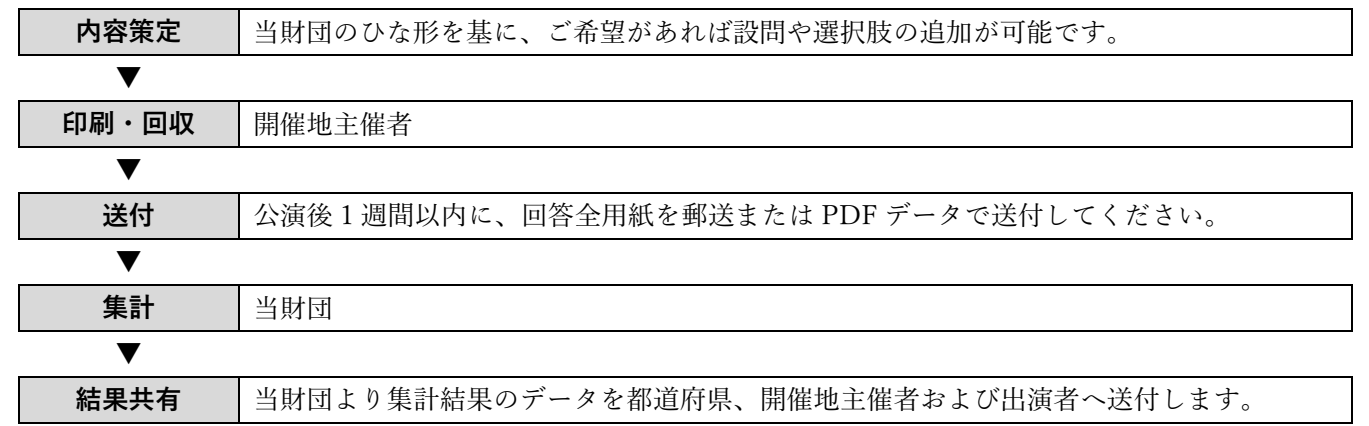 内容策定 当財団のひな形を基に、ご希望があれば設問や選択肢の追加が可能です。
▼
印刷・回収 開催地主催者
▼
送付 公演後1週間以内に、回答全用紙を郵送または PDF データで送付してください。
▼
集計 当財団
▼
結果共有 当財団より集計結果のデータを都道府県、開催地主催者および出演者へ送付します。